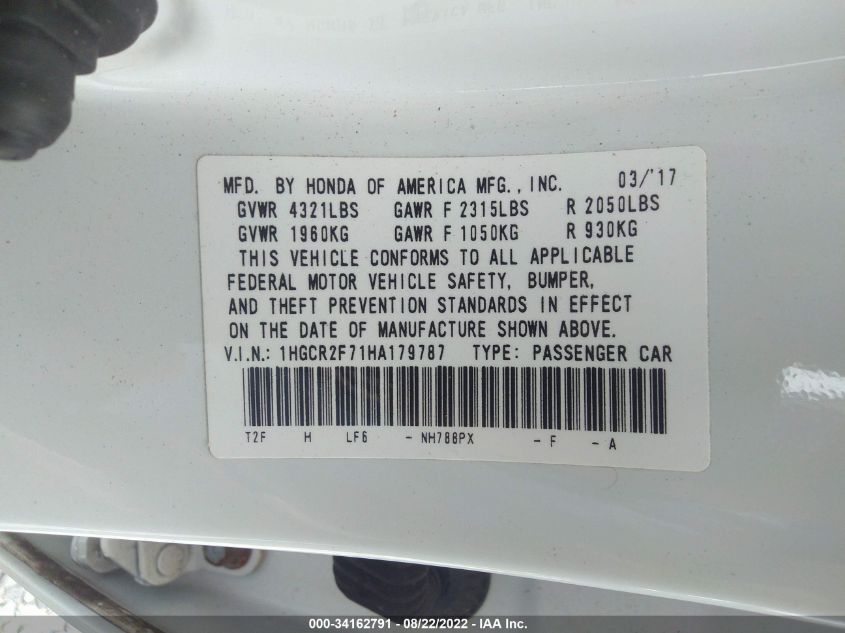 MFD. BY HONDA OF AMERICA MFG., INC. 03/'17
GVWR 4321LBS GAWR F 2315LBS R 2050LBS
GVWR 1960KG GAWR F 1050KG R 930KG
THIS VEHICLE CONFORMS TO ALL APPLICABLE
FEDERAL MOTOR VEHICLE SAFETY, BUMPER,
AND THEFT PREVENTION STANDARDS IN EFFECT
ON THE DATE OF MANUFACTURE SHOWN ABOVE.
V.I.N.: 1HGCR2F71HA179787 TYPE: PASSENGER CAR
T2F H LF6 - NH788PX - F - A
000-34162791 - 08/22/2022 - IAA Inc.